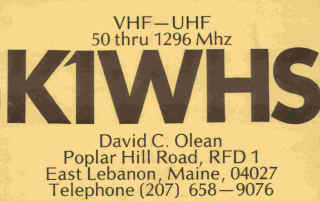 VHF—UHF
50 thru 1296 Mhz
K1WHS
David C. Olean
Poplar Hill Road, RFD 1
East Lebanon, Maine, 04027
Telephone (207) 658—9076